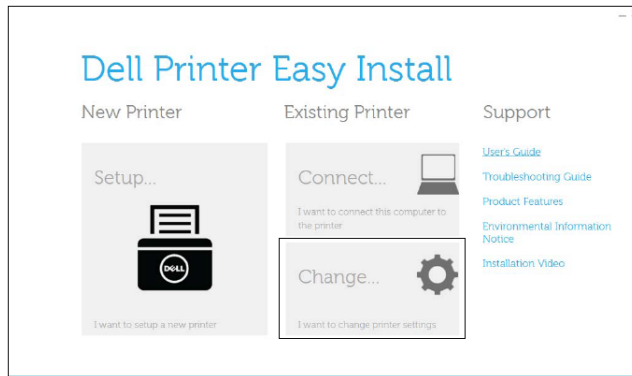 Dell Printer Easy Install
New Printer
Setup...
DELL
I want to setup a new printer
Existing Printer
Connect...
I want to connect this computer to
the printer
Change...
I want to change printer settings
Support
User's Guide
Troubleshooting Guide
Product Features
Environmental Information
Notice
Installation Video